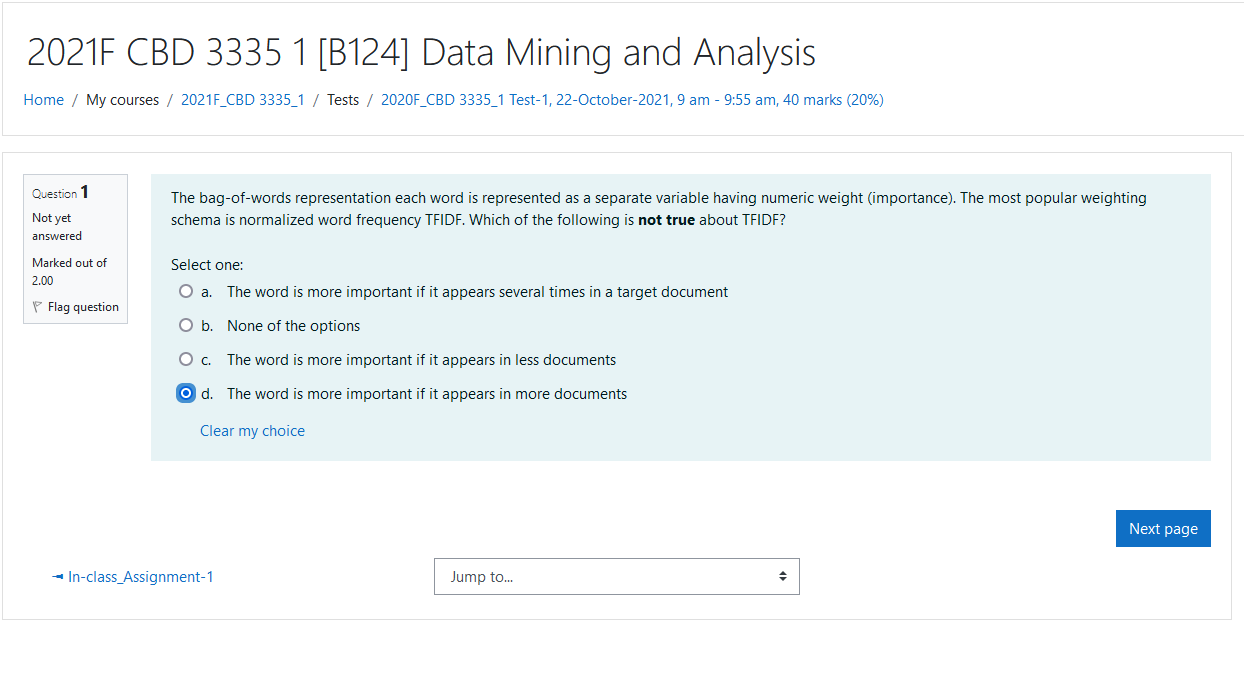 2021F CBD 3335 1 [B124] Data Mining and Analysis
Home / My courses / 2021F_CBD 3335_1 / Tests / 2020F_CBD 3335_1 Test-1, 22-October-2021, 9 am - 9:55 am, 40 marks (20%)
Question 1
Not yet
answered
Marked out of
2.00
Flag question
The bag-of-words representation each word is represented as a separate variable having numeric weight (importance). The most popular weighting
schema is normalized word frequency TFIDF. Which of the following is not true about TFIDF?
Select one:
a. The word is more important if it appears several times in a target document
b. None of the options
c. The word is more important if it appears in less documents
d. The word is more important if it appears in more documents
Clear my choice
Next page
◄ In-class_Assignment-1
Jump to...